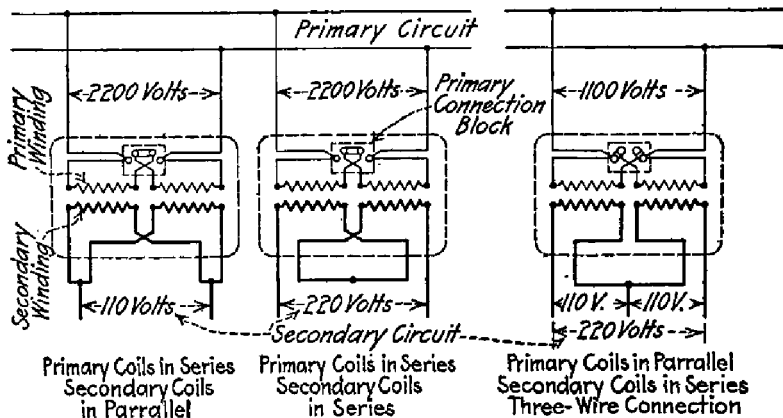 Primary Circuit
2200 Volts
2200 Volts
1100 Volts
Primary
Connection
Block
Primary
Winding
Secondary
Winding
110 Volts
220 Volts
110 V.
110 V.
220 Volts
Secondary Circuit
Primary Coils in Series
Secondary Coils
in Parrallel
Primary Coils in Series
Secondary Coils
in Series
Primary Coils in Parrallel
Secondary Coils in Series
Three-Wire Connection